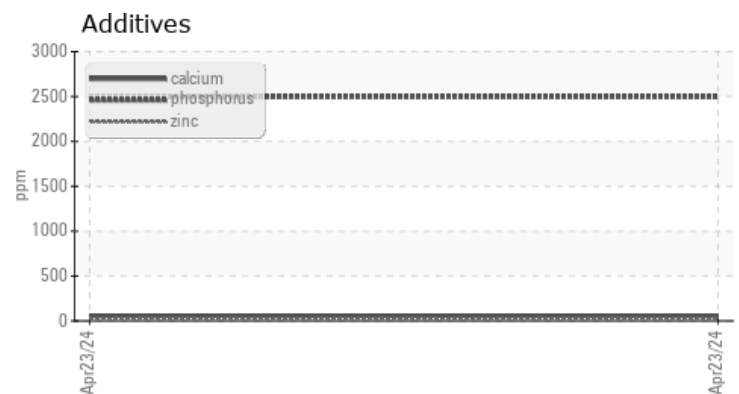 Additives
3000
2500
2000
1500
1000
500
0
ppm
calcium
phosphorus
zinc
Apr23/24
Apr23/24